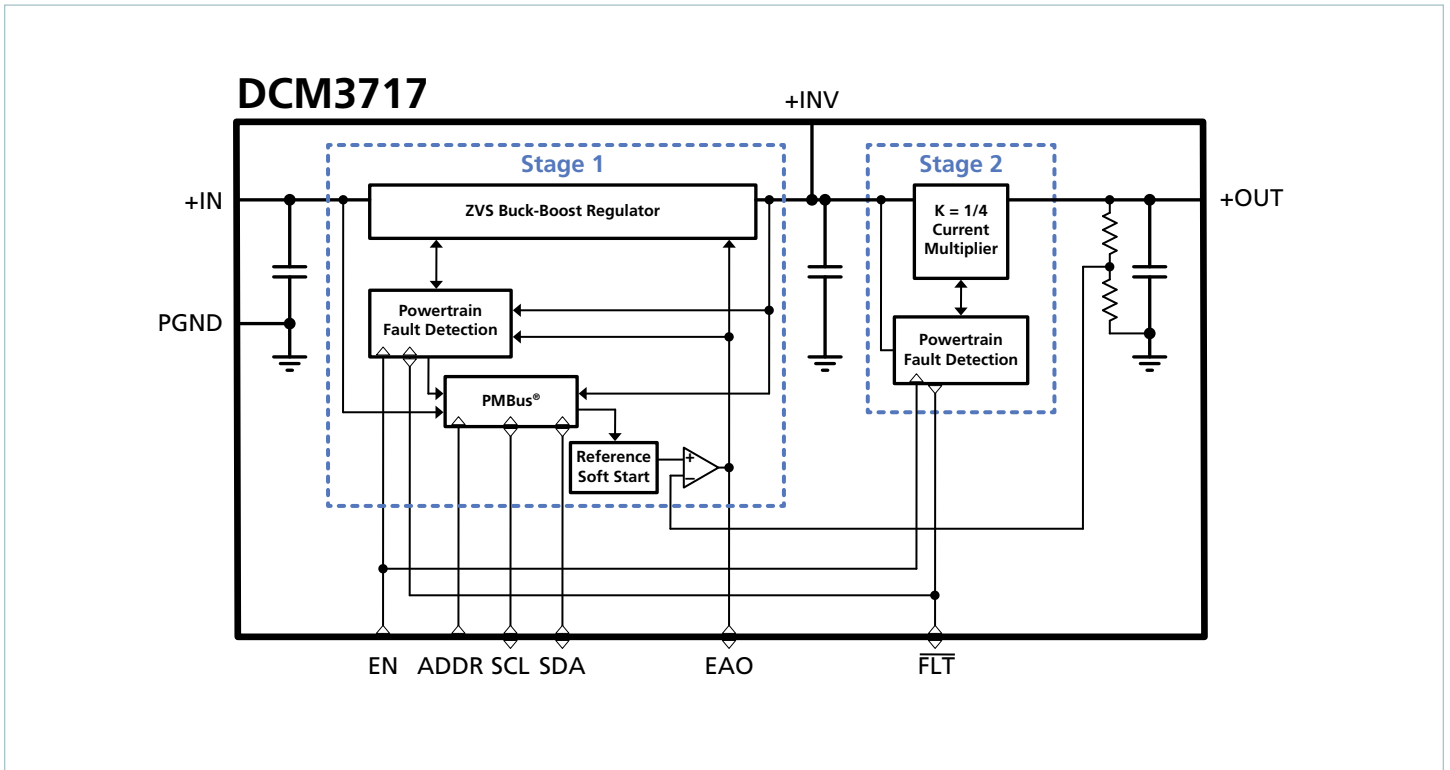 DCM3717
+INV
Stage 1
Stage 2
+IN
ZVS Buck-Boost Regulator
K = 1/4
Current
Multiplier
+OUT
PGND
Powertrain
Fault Detection
Powertrain
Fault Detection
PMBus®
Reference
Soft Start
+
−
EN
ADDR
SCL
SDA
EAO
FLT